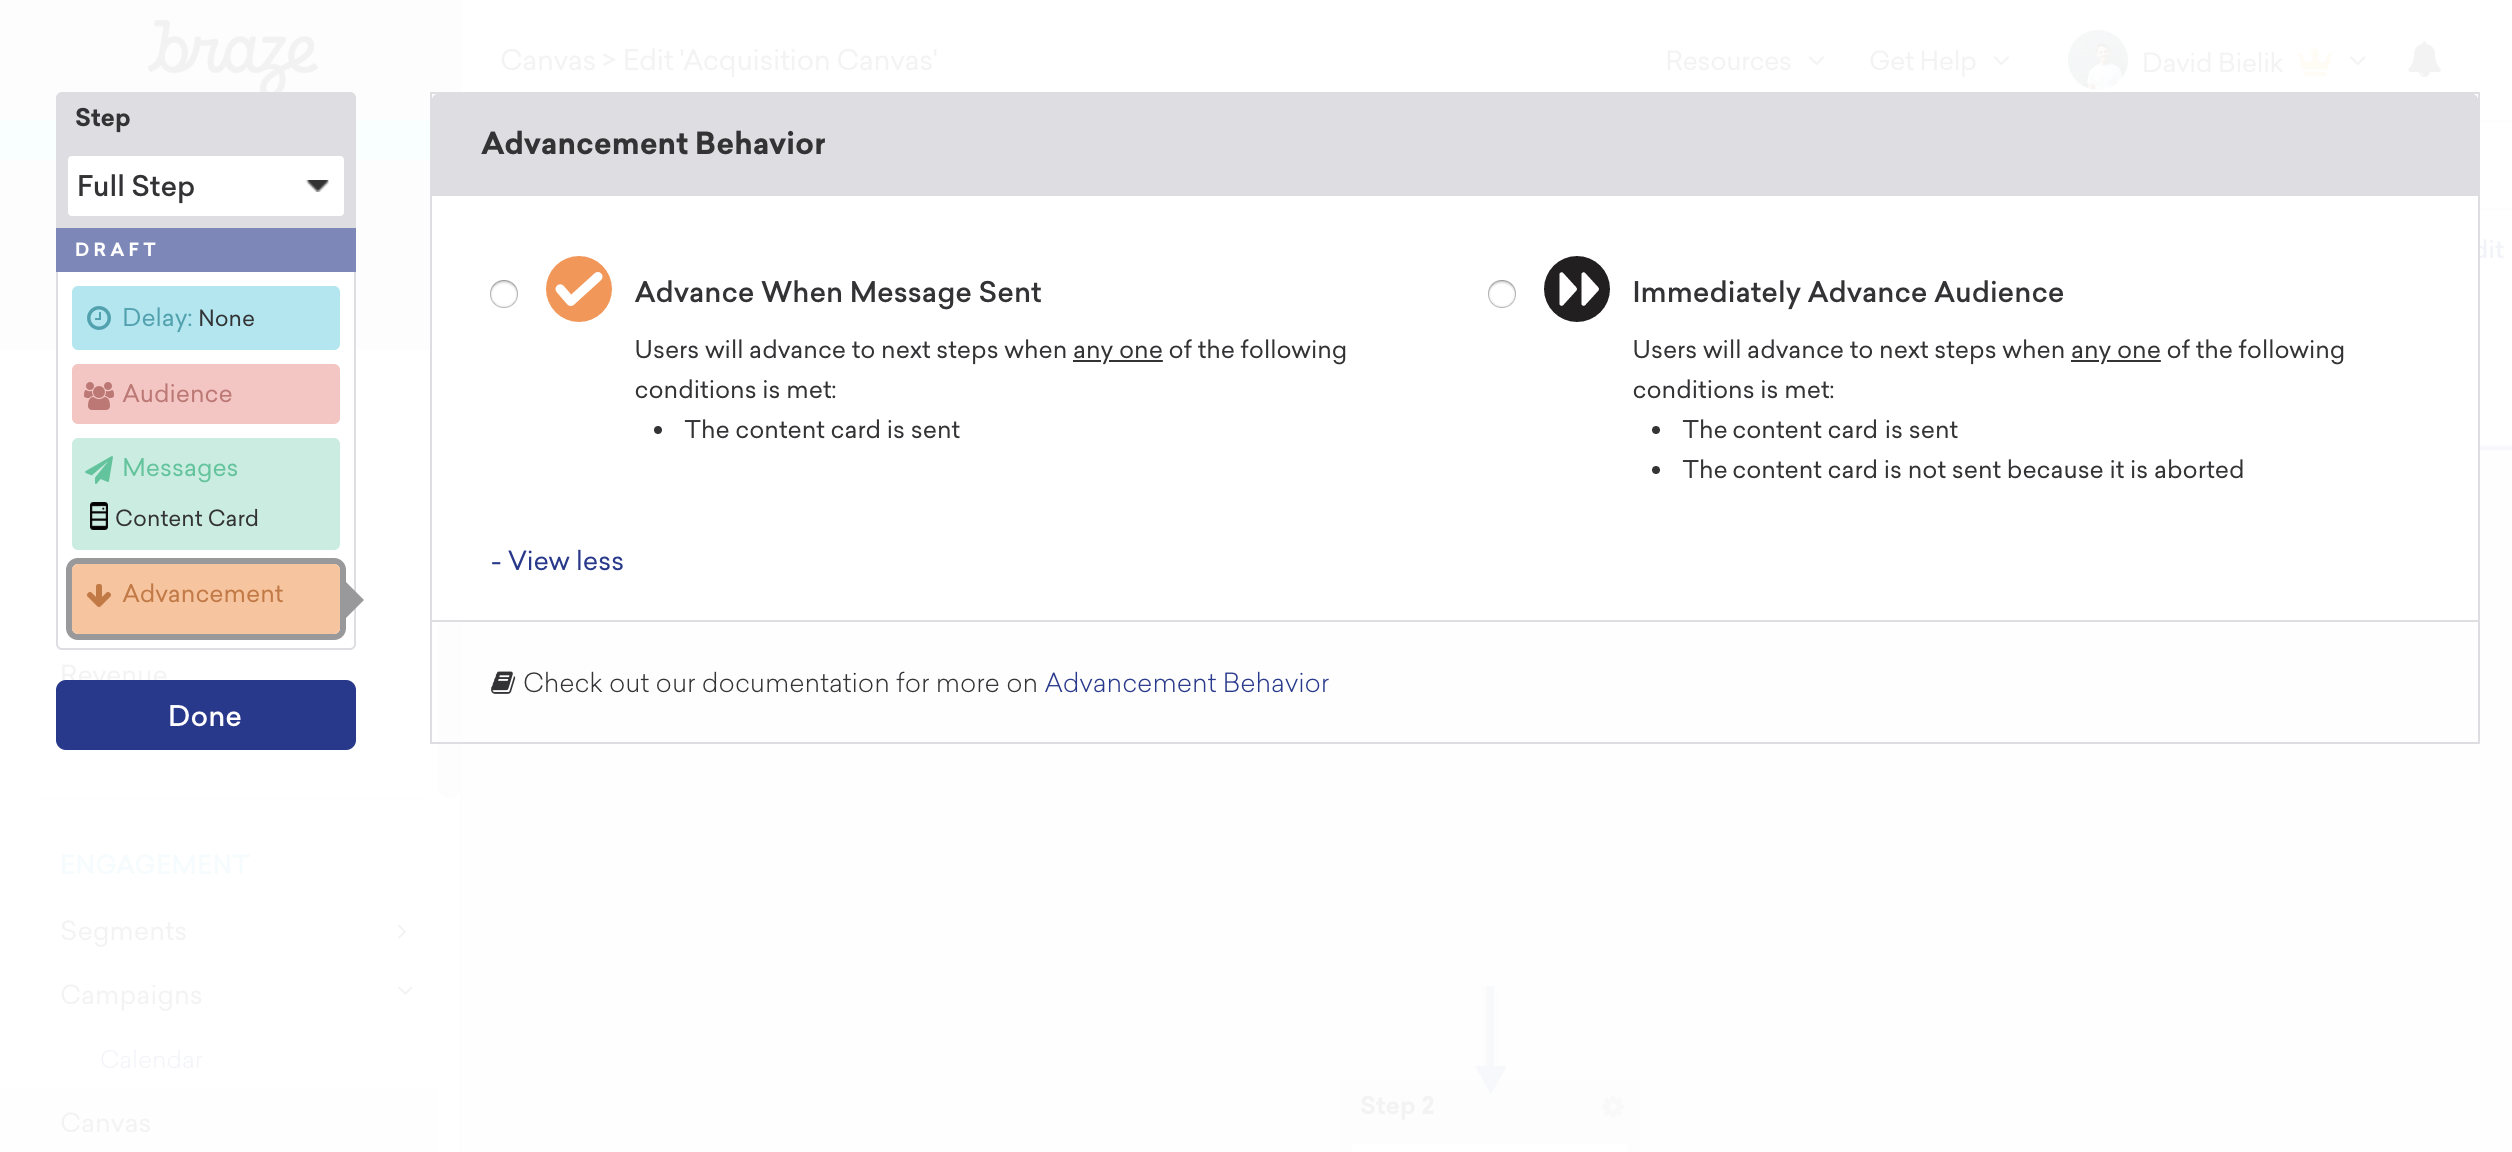 braze
Canvas > Edit 'Acquisition Canvas'
Resources
Get Help
David Bielik
Step
Full Step
DRAFT
Delay: None
Audience
Messages
Content Card
Advancement
Revenue
Done
ENGAGEMENT
Segments
Campaigns
Calendar
Canvas
Advancement Behavior
Advance When Message Sent
Users will advance to next steps when any one of the following
conditions is met:
• The content card is sent
Immediately Advance Audience
Users will advance to next steps when any one of the following
conditions is met:
• The content card is sent
• The content card is not sent because it is aborted
- View less
Check out our documentation for more on Advancement Behavior
Step 2